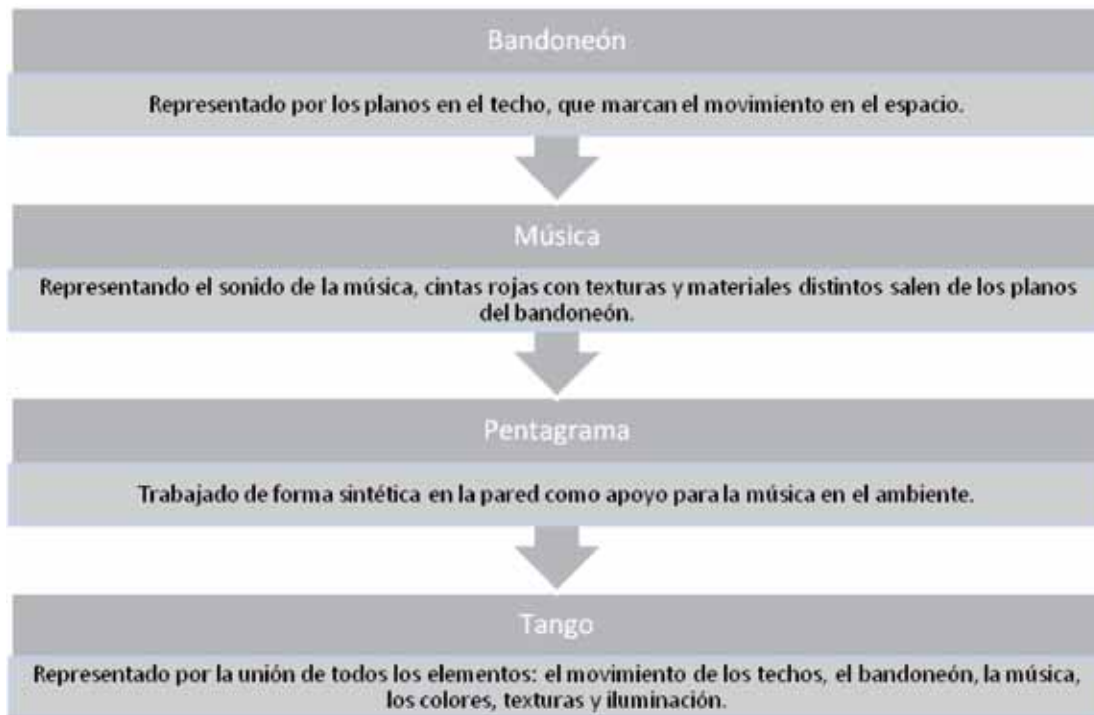 Bandoneón
Representado por los planos en el techo, que marcan el movimiento en el espacio.
Música
Representando el sonido de la música, cintas rojas con texturas y materiales distintos salen de los planos
del bandoneón.
Pentagrama
Trabajado de forma sintética en la pared como apoyo para la música en el ambiente.
Tango
Representado por la unión de todos los elementos: el movimiento de los techos, el bandoneón, la música,
los colores, texturas y iluminación.